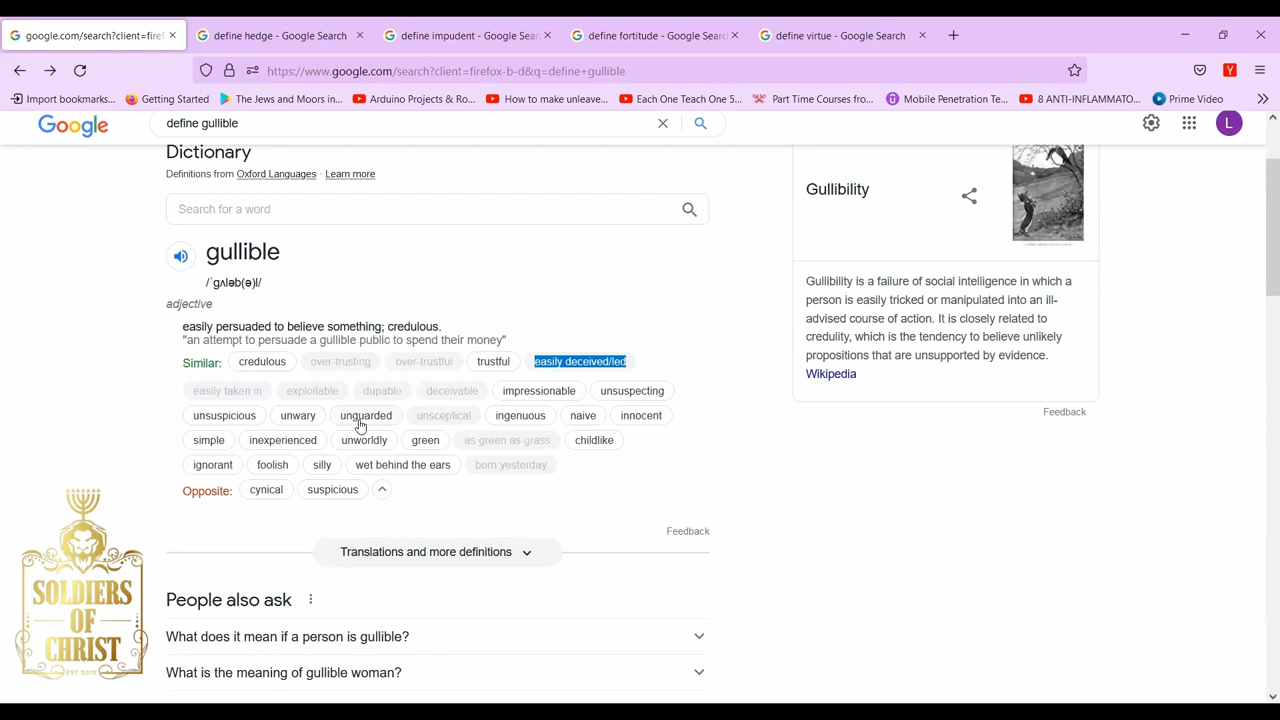 google.com/search?client=firef
define hedge - Google Search
define impudent - Google Sear
define fortitude - Google Search
define virtue - Google Search
https://www.google.com/search?client=firefox-b-d&q=define+gullible
Import bookmarks...
Getting Started
The Jews and Moors in...
Arduino Projects & Ro...
How to make unleave...
Each One Teach One 5...
Part Time Courses fro...
Mobile Penetration Te...
8 ANTI-INFLAMMATO...
Prime Video
Google
define gullible
L
Dictionary
Definitions from Oxford Languages · Learn more
Search for a word
gullible
/ˈɡʌləb(ə)l/
adjective
easily persuaded to believe something; credulous.
"an attempt to persuade a gullible public to spend their money"
Similar: credulous over-trusting over-trustful trustful easily deceived/led
easily taken in exploitable dupable deceivable impressionable unsuspecting
unsuspicious unwary unguarded unsceptical ingenuous naive innocent
simple inexperienced unworldly green as green as grass childlike
ignorant foolish silly wet behind the ears born yesterday
Opposite: cynical suspicious
Feedback
Translations and more definitions
People also ask
What does it mean if a person is gullible?
What is the meaning of gullible woman?
Gullibility
Gullibility is a failure of social intelligence in which a
person is easily tricked or manipulated into an ill-
advised course of action. It is closely related to
credulity, which is the tendency to believe unlikely
propositions that are unsupported by evidence.
Wikipedia
Feedback
SOLDIERS
OF
CHRIST
EST 2015